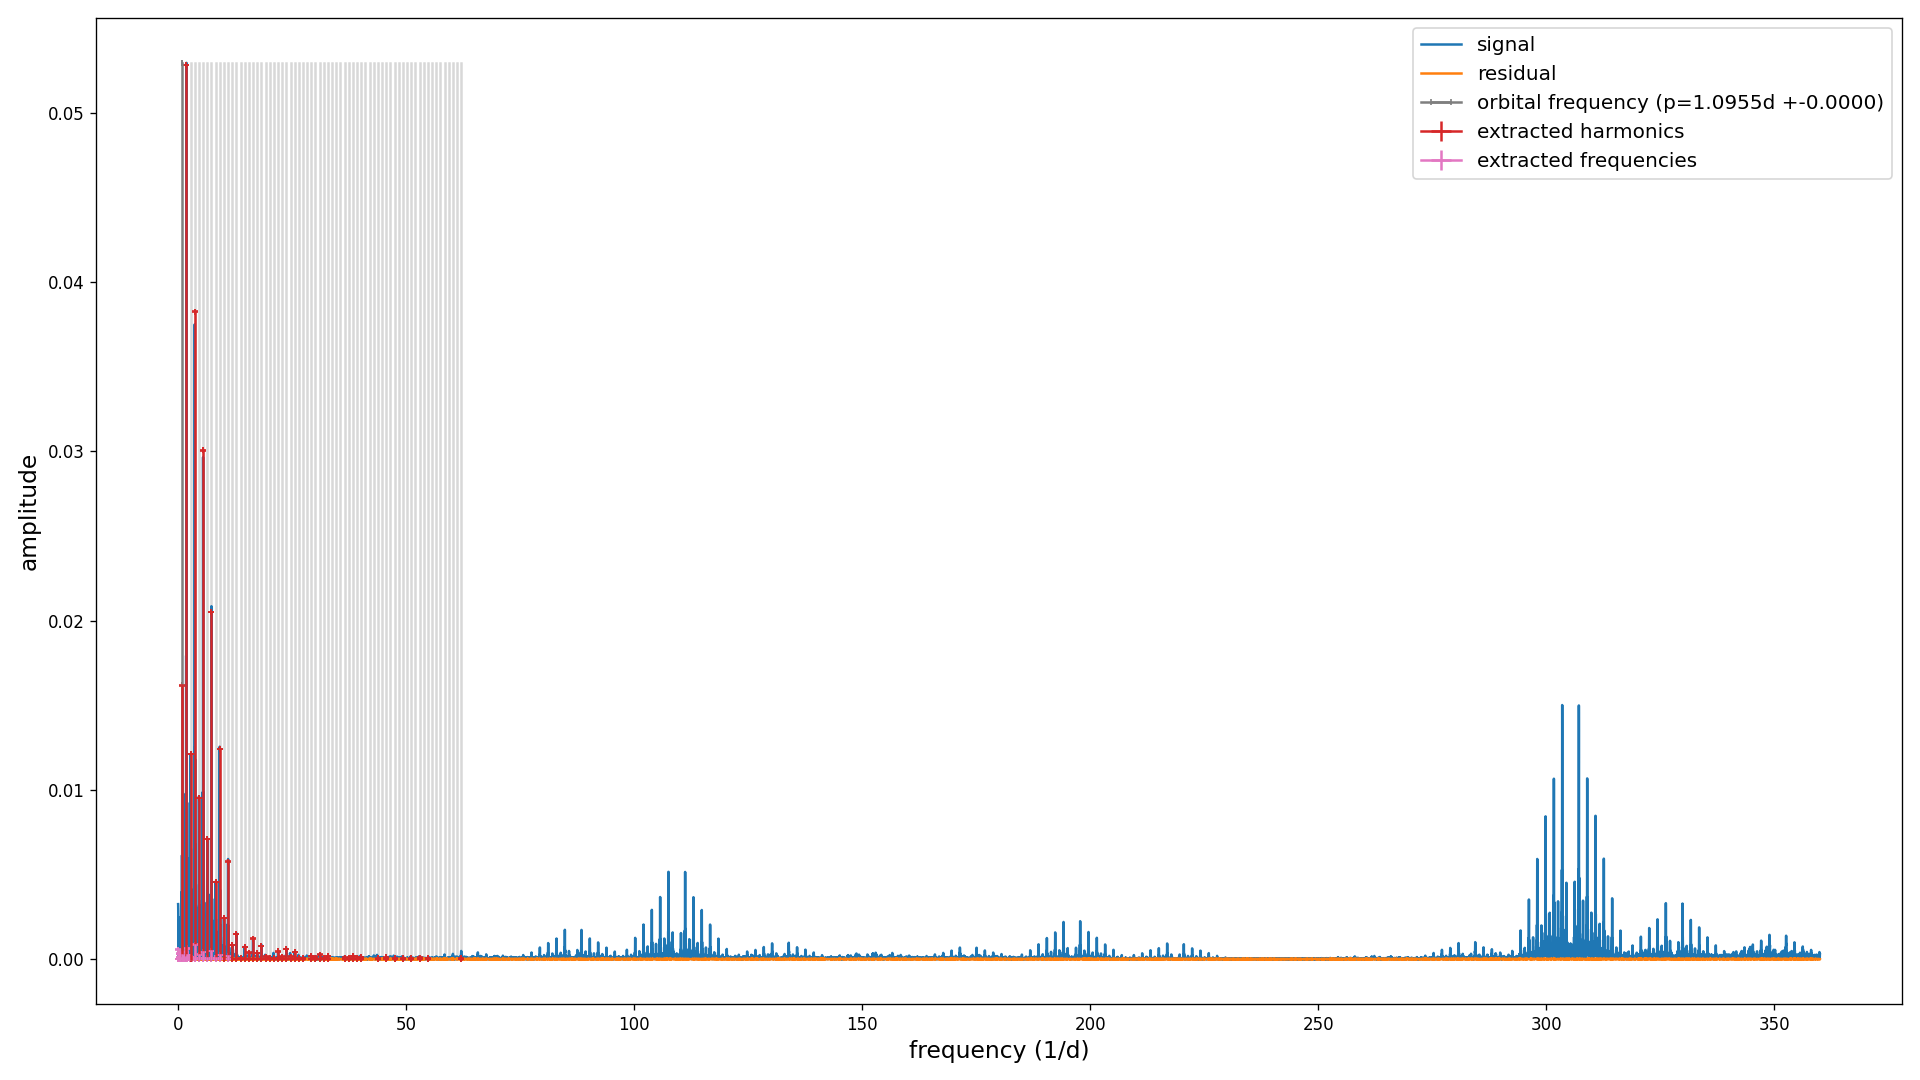 signal
residual
orbital frequency (p=1.0955d +-0.0000)
extracted harmonics
extracted frequencies
0.05
0.04
0.03
0.02
0.01
0.00
amplitude
0 50 100 150 200 250 300 350
frequency (1/d)